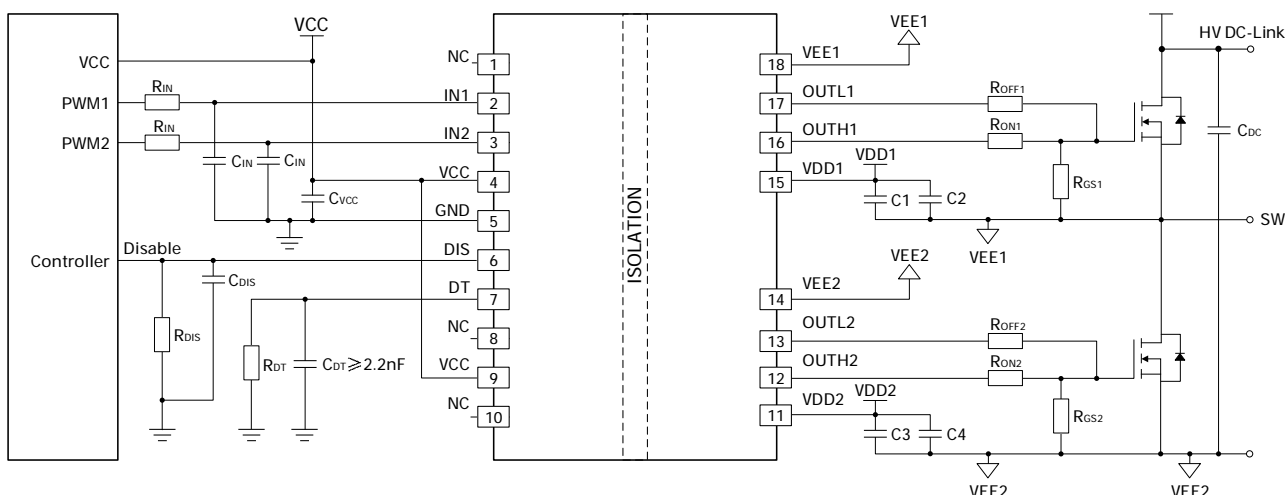 VCC
PWM1
PWM2
Controller
VCC
RIN
RIN
CIN
CIN
CVCC
Disable
CDIS
RDIS
RDT
CDT≥2.2nF
NC
1
IN1
2
IN2
3
VCC
4
GND
5
DIS
6
DT
7
NC
8
VCC
9
NC
10
ISOLATION
18
VEE1
VEE1
17
OUTL1
ROFF1
16
OUTH1
RON1
15
VDD1
VDD1
C1
C2
RGS1
VEE1
HV DC-Link
CDC
SW
14
VEE2
VEE2
13
OUTL2
ROFF2
12
OUTH2
RON2
11
VDD2
VDD2
C3
C4
RGS2
VEE2
VEE2